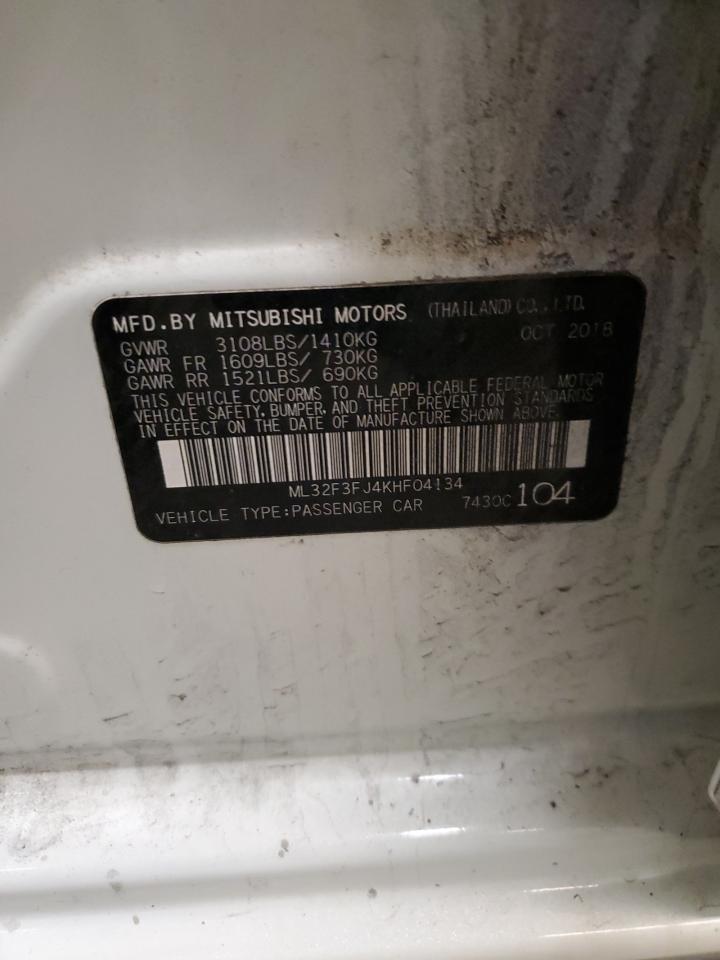 MFD.BY MITSUBISHI MOTORS (THAILAND) CO.,LTD.
GVWR 3108LBS/1410KG OCT 2018
GAWR FR 1609LBS/ 730KG
GAWR RR 1521LBS/ 690KG
THIS VEHICLE CONFORMS TO ALL APPLICABLE FEDERAL MOTOR
VEHICLE SAFETY, BUMPER, AND THEFT PREVENTION STANDARDS
IN EFFECT ON THE DATE OF MANUFACTURE SHOWN ABOVE.
ML32F3FJ4KHF04134
VEHICLE TYPE:PASSENGER CAR 7430C 104